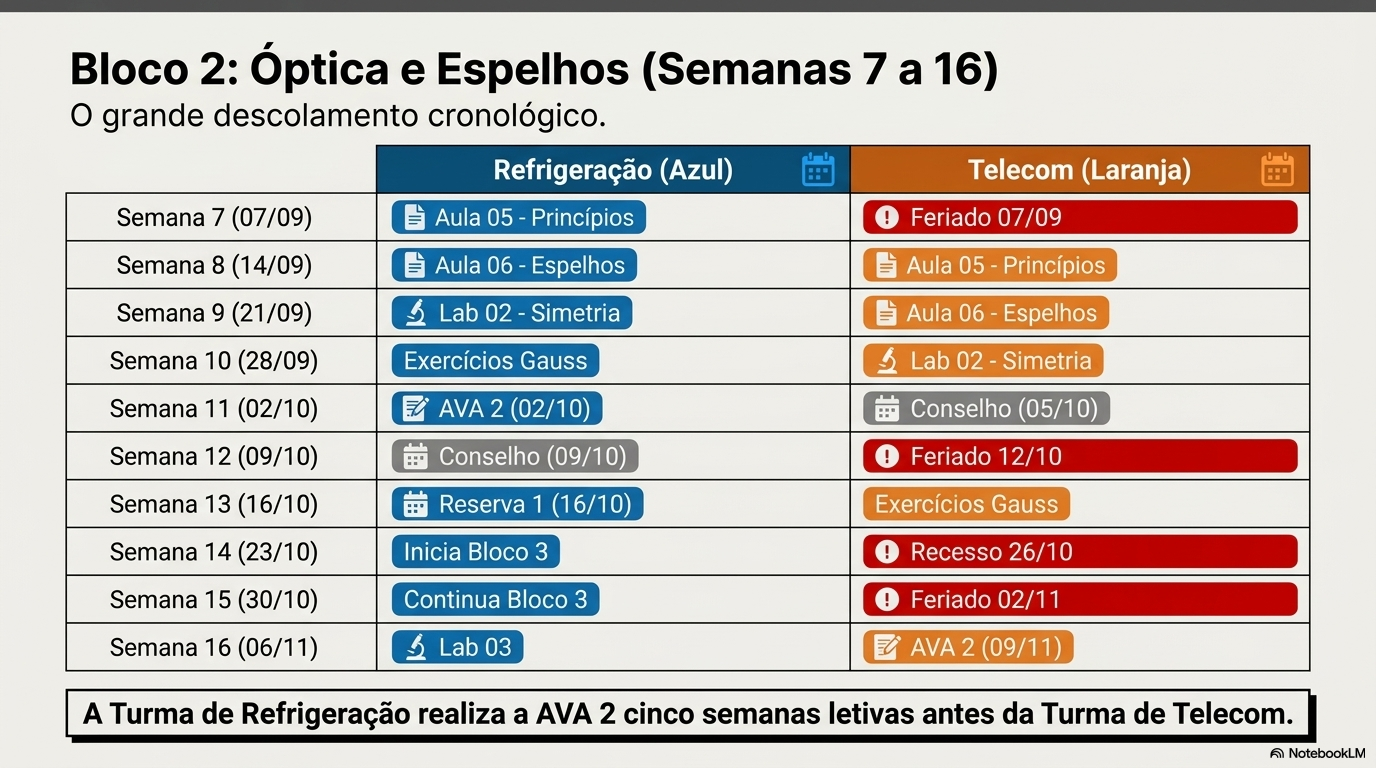 Bloco 2: Óptica e Espelhos (Semanas 7 a 16)
O grande descolamento cronológico.
Refrigeração (Azul) Telecom (Laranja)
Semana 7 (07/09) Aula 05 - Princípios Feriado 07/09
Semana 8 (14/09) Aula 06 - Espelhos Aula 05 - Princípios
Semana 9 (21/09) Lab 02 - Simetria Aula 06 - Espelhos
Semana 10 (28/09) Exercícios Gauss Lab 02 - Simetria
Semana 11 (02/10) AVA 2 (02/10) Conselho (05/10)
Semana 12 (09/10) Conselho (09/10) Feriado 12/10
Semana 13 (16/10) Reserva 1 (16/10) Exercícios Gauss
Semana 14 (23/10) Inicia Bloco 3 Recesso 26/10
Semana 15 (30/10) Continua Bloco 3 Feriado 02/11
Semana 16 (06/11) Lab 03 AVA 2 (09/11)
A Turma de Refrigeração realiza a AVA 2 cinco semanas letivas antes da Turma de Telecom.
NotebookLM